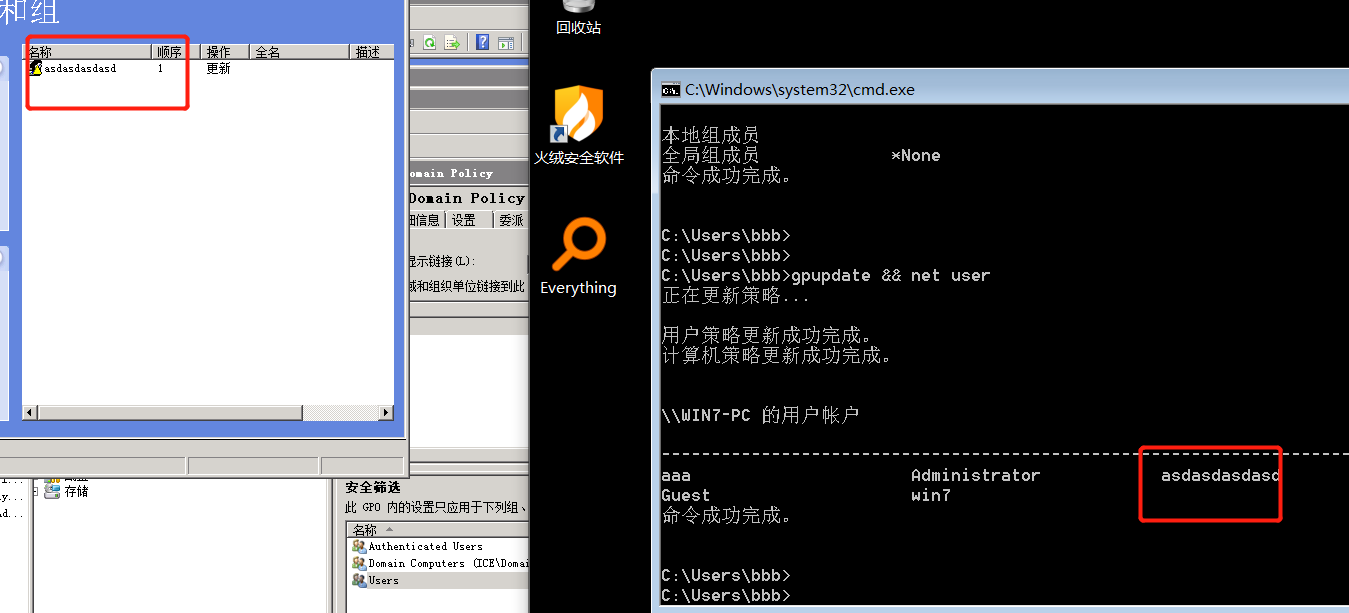 和组
名称 顺序 操作 全名 描述
asdasdasdasd 1 更新
omain Policy
Domain Policy
细信息 设置 委派
显示链接(L):
域和组织单位链接到此
存储
安全筛选
此 GPO 内的设置只应用于下列组、
名称
Authenticated Users
Domain Computers (ICE\Domai
Users
回收站
火绒安全软件
Everything
C:\Windows\system32\cmd.exe
本地组成员
全局组成员 *None
命令成功完成。
C:\Users\bbb>
C:\Users\bbb>
C:\Users\bbb>gpupdate && net user
正在更新策略...
用户策略更新成功完成。
计算机策略更新成功完成。
\\WIN7-PC 的用户帐户
-------------------------------------------------------------------------------
aaa Administrator asdasdasdasd
Guest win7
命令成功完成。
C:\Users\bbb>
C:\Users\bbb>